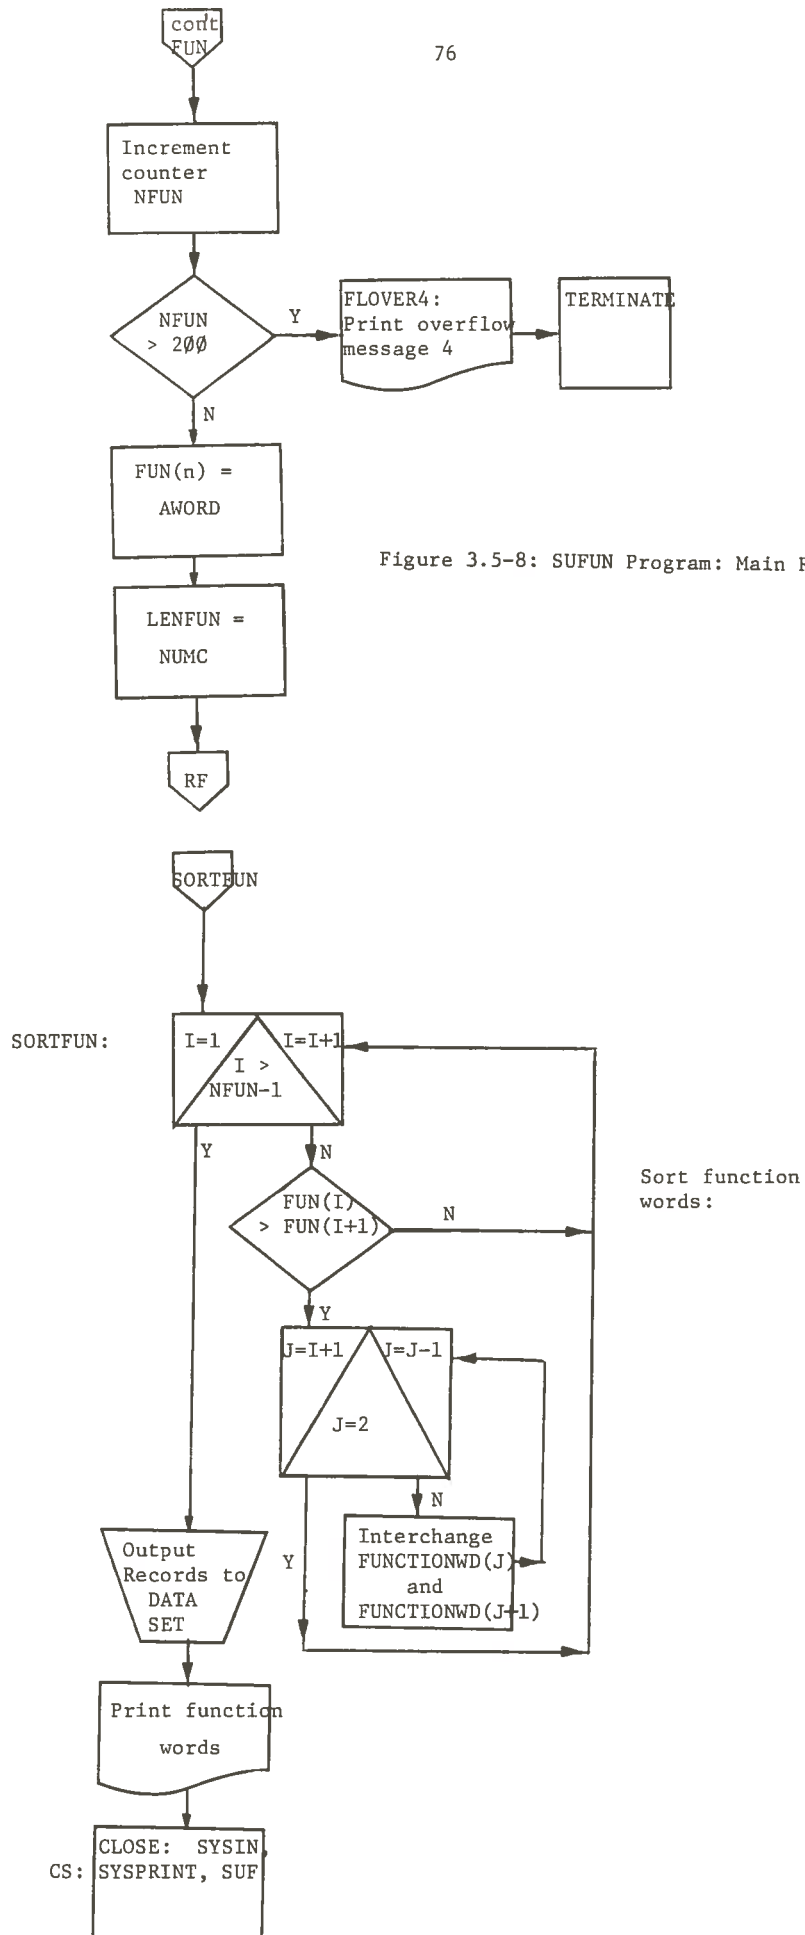 cont
FUN
76
Increment
counter
NFUN
NFUN
> 2ØØ
Y
FLOVER4:
Print overflow
message 4
TERMINATE
N
FUN(n) =
AWORD
Figure 3.5-8: SUFUN Program: Main
LENFUN =
NUMC
RF
SORTFUN
SORTFUN:
I=1
I=I+1
I >
NFUN-1
Y
N
FUN(I)
> FUN(I+1)
N
Sort function
words:
Y
J=I+1
J=J-1
J=2
N
Y
Interchange
FUNCTIONWD(J)
and
FUNCTIONWD(J+1)
Output
Records to
DATA
SET
Print function
words
CLOSE: SYSIN,
CS: SYSPRINT, SUF